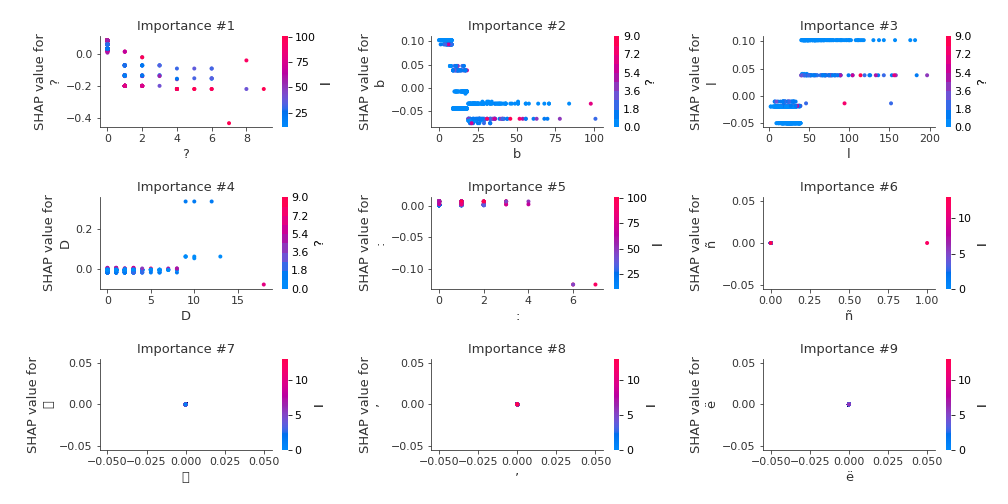 Importance #1
Importance #2
Importance #3
SHAP value for
?
0.0
−0.2
−0.4
0 2 4 6 8
?
100
75
50
25
l
SHAP value for
b
0.10
0.05
0.00
−0.05
0 25 50 75 100
b
9.0
7.2
5.4
3.6
1.8
0.0
?
SHAP value for
l
0.10
0.05
0.00
−0.05
0 50 100 150 200
l
9.0
7.2
5.4
3.6
1.8
0.0
?
Importance #4
Importance #5
Importance #6
SHAP value for
D
0.2
0.0
0 5 10 15
D
9.0
7.2
5.4
3.6
1.8
0.0
?
SHAP value for
:
0.00
−0.05
−0.10
0 2 4 6
:
100
75
50
25
l
SHAP value for
ñ
0.05
0.00
−0.05
0.00 0.25 0.50 0.75 1.00
ñ
10
5
0
l
Importance #7
Importance #8
Importance #9
SHAP value for
0.05
0.00
−0.05
−0.050 −0.025 0.000 0.025 0.050
10
5
0
l
SHAP value for
’
0.05
0.00
−0.05
−0.050 −0.025 0.000 0.025 0.050
’
10
5
0
l
SHAP value for
ë
0.05
0.00
−0.05
−0.050 −0.025 0.000 0.025 0.050
ë
10
5
0
l